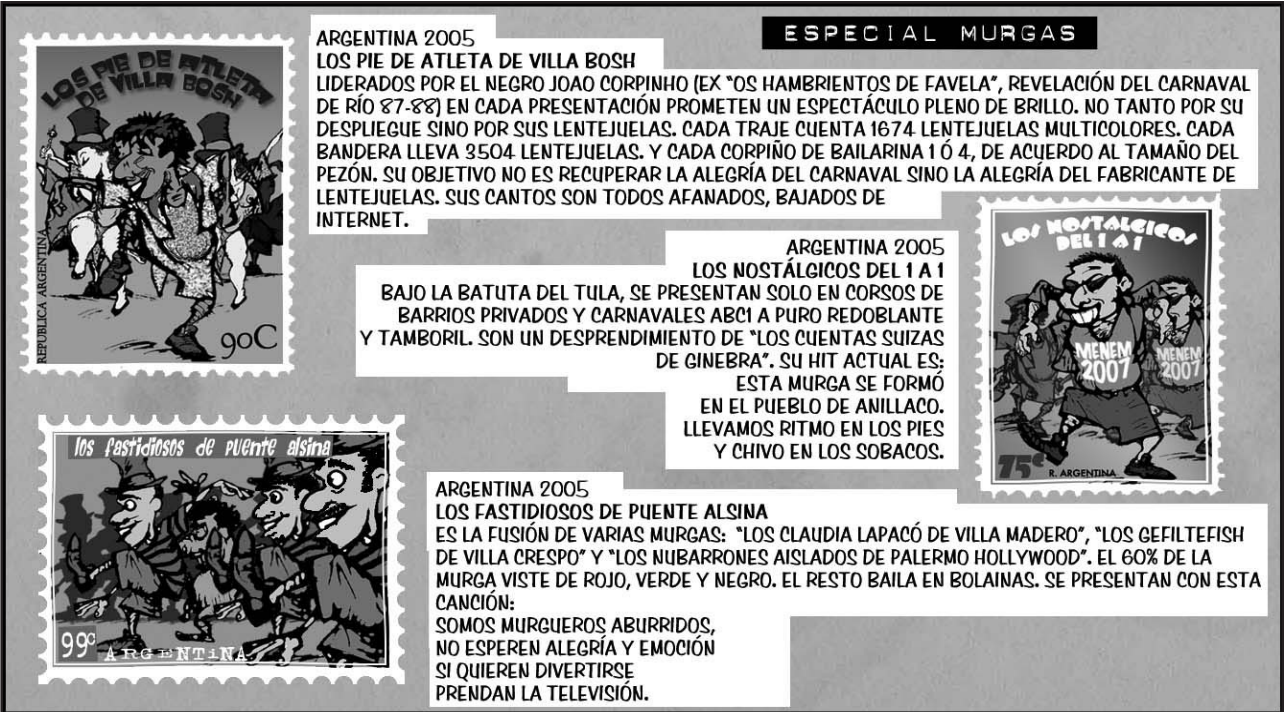 ESPECIAL MURGAS
LOS PIE DE ATLETA
DE VILLA BOSH
REPUBLICA ARGENTINA
90C
ARGENTINA 2005
LOS PIE DE ATLETA DE VILLA BOSH
LIDERADOS POR EL NEGRO JOAO CORPINHO (EX "OS HAMBRIENTOS DE FAVELA", REVELACIÓN DEL CARNAVAL
DE RÍO 87-88) EN CADA PRESENTACIÓN PROMETEN UN ESPECTÁCULO PLENO DE BRILLO. NO TANTO POR SU
DESPLIEGUE SINO POR SUS LENTEJUELAS. CADA TRAJE CUENTA 1674 LENTEJUELAS MULTICOLORES. CADA
BANDERA LLEVA 3504 LENTEJUELAS. Y CADA CORPIÑO DE BAILARINA 1 Ó 4, DE ACUERDO AL TAMAÑO DEL
PEZÓN. SU OBJETIVO NO ES RECUPERAR LA ALEGRÍA DEL CARNAVAL SINO LA ALEGRÍA DEL FABRICANTE DE
LENTEJUELAS. SUS CANTOS SON TODOS AFANADOS, BAJADOS DE
INTERNET.
ARGENTINA 2005
LOS NOSTÁLGICOS DEL 1 A 1
BAJO LA BATUTA DEL TULA, SE PRESENTAN SOLO EN CORSOS DE
BARRIOS PRIVADOS Y CARNAVALES ABC1 A PURO REDOBLANTE
Y TAMBORIL. SON UN DESPRENDIMIENTO DE "LOS CUENTAS SUIZAS
DE GINEBRA". SU HIT ACTUAL ES:
ESTA MURGA SE FORMÓ
EN EL PUEBLO DE ANILLACO.
LLEVAMOS RITMO EN LOS PIES
Y CHIVO EN LOS SOBACOS.
LOS NOSTALGICOS
DEL 1 A 1
MENEM
2007
MENEM
2007
75¢
R. ARGENTINA
los fastidiosos de puente alsina
99c
ARGENTINA
ARGENTINA 2005
LOS FASTIDIOSOS DE PUENTE ALSINA
ES LA FUSIÓN DE VARIAS MURGAS: "LOS CLAUDIA LAPACÓ DE VILLA MADERO", "LOS GEFILTEFISH
DE VILLA CRESPO" Y "LOS NUBARRONES AISLADOS DE PALERMO HOLLYWOOD". EL 60% DE LA
MURGA VISTE DE ROJO, VERDE Y NEGRO. EL RESTO BAILA EN BOLAINAS. SE PRESENTAN CON ESTA
CANCIÓN:
SOMOS MURGUEROS ABURRIDOS,
NO ESPEREN ALEGRÍA Y EMOCIÓN
SI QUIEREN DIVERTIRSE
PRENDAN LA TELEVISIÓN.